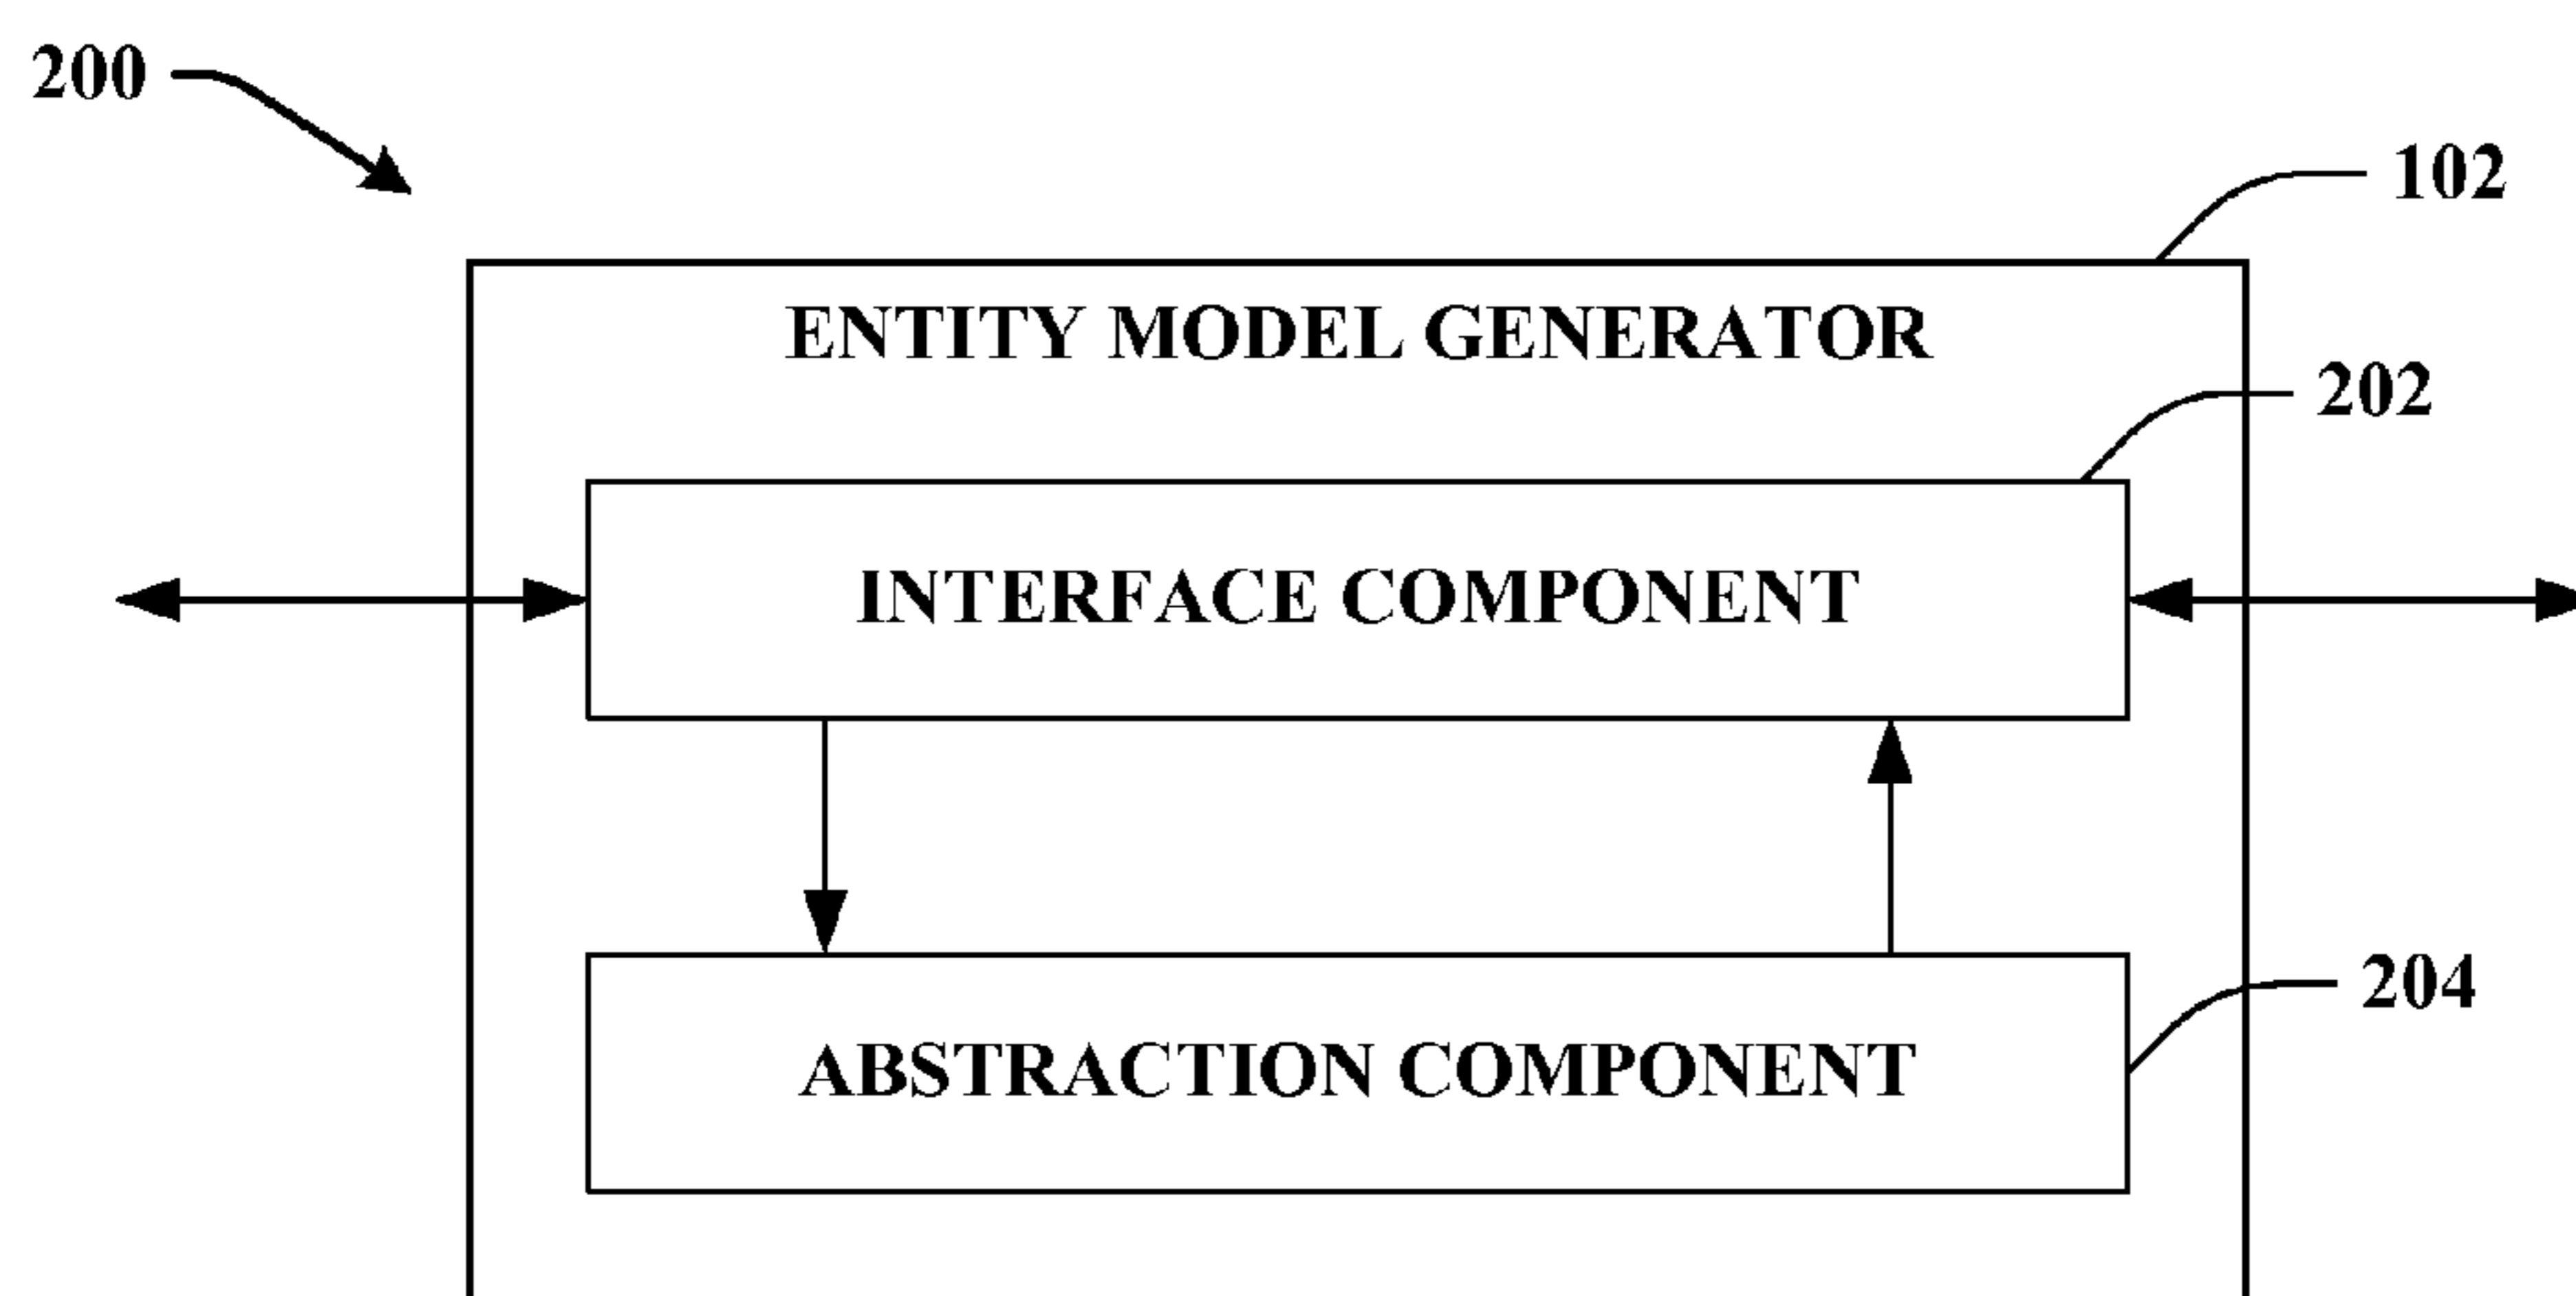 200
102
ENTITY MODEL GENERATOR
202
INTERFACE COMPONENT
204
ABSTRACTION COMPONENT